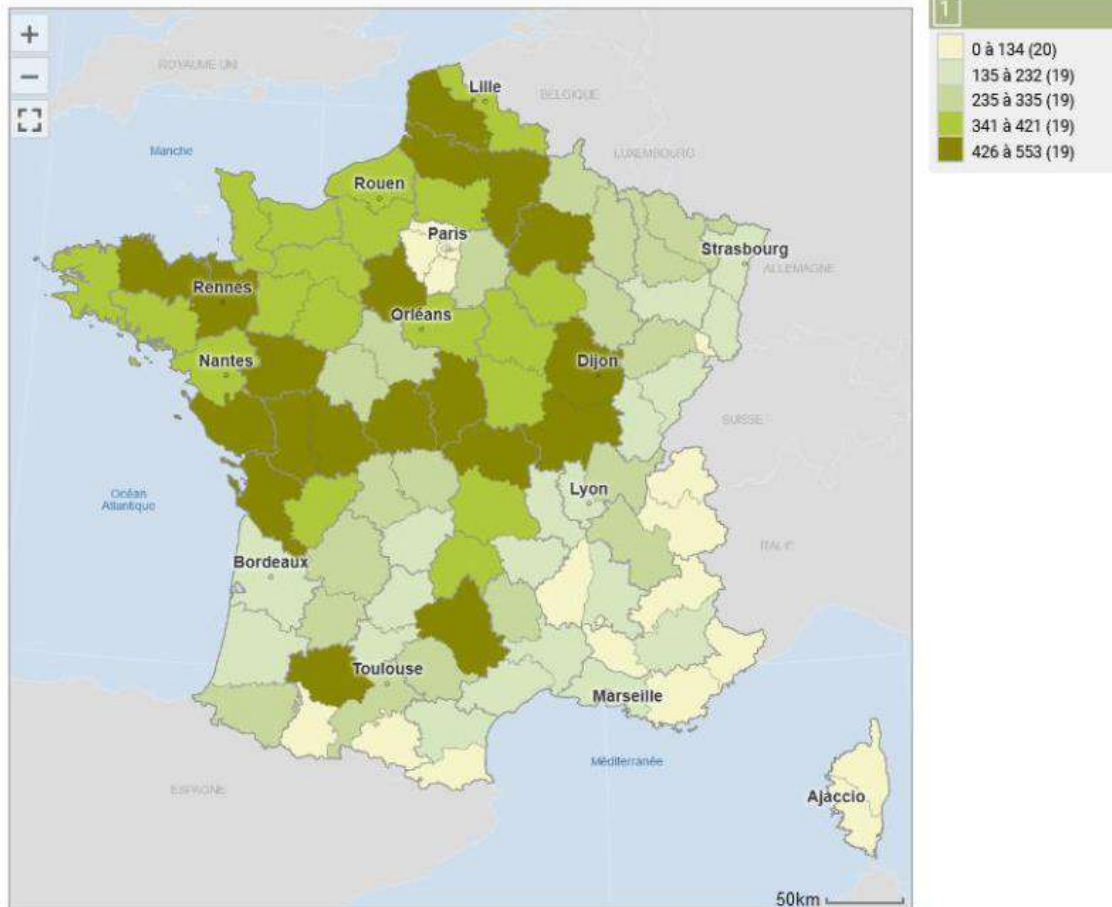 +
−
ROYAUME UNI
Lille
BELGIQUE
Manche
LUXEMBOURG
Rouen
Paris
Strasbourg
ALLEMAGNE
Rennes
Orléans
Nantes
Dijon
SUISSE
Lyon
Océan
Atlantique
ITALIE
Bordeaux
Toulouse
Marseille
Méditerranée
ESPAGNE
Ajaccio
50km
1
0 à 134 (20)
135 à 232 (19)
235 à 335 (19)
341 à 421 (19)
426 à 553 (19)